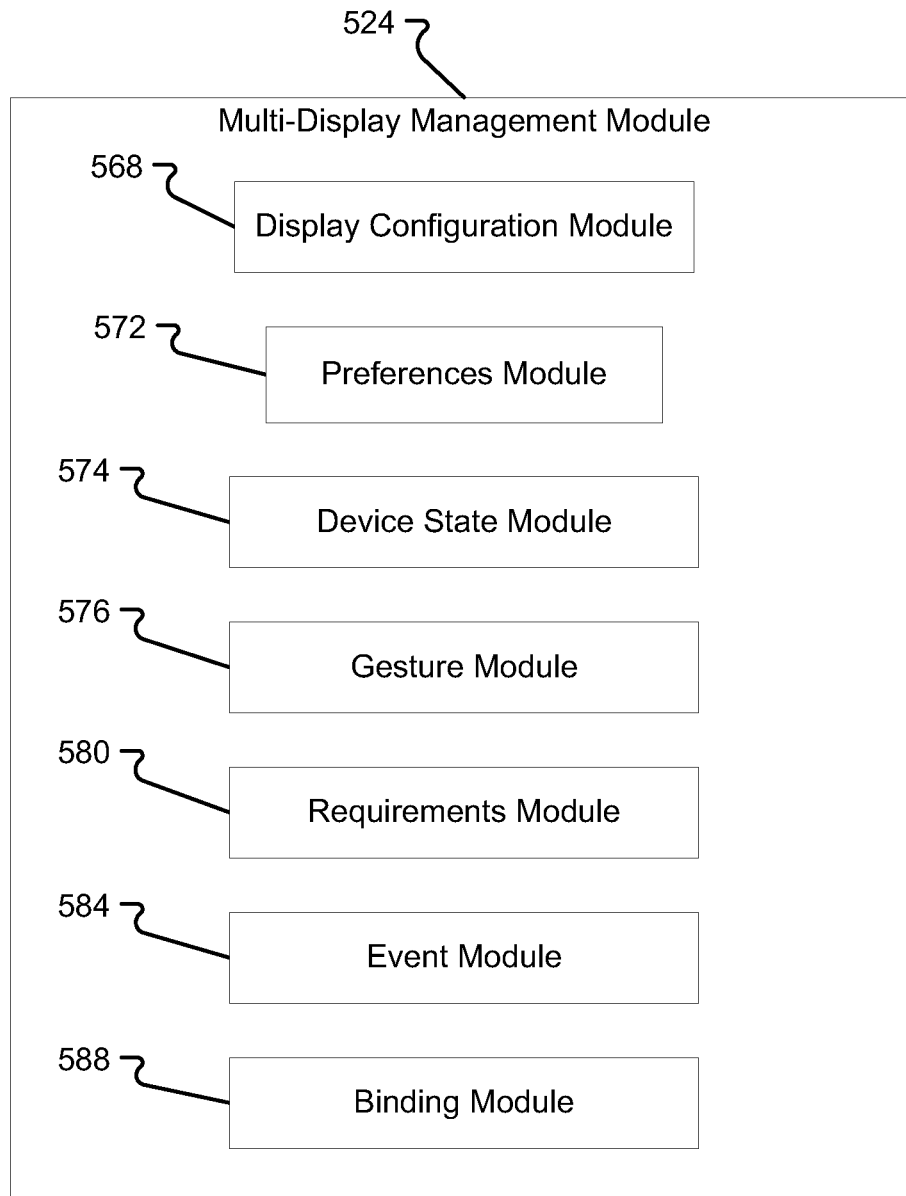 524
Multi-Display Management Module
568
Display Configuration Module
572
Preferences Module
574
Device State Module
576
Gesture Module
580
Requirements Module
584
Event Module
588
Binding Module